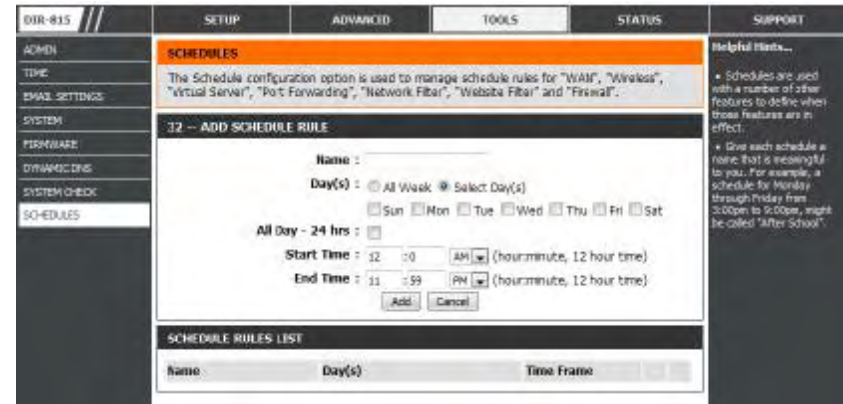 DIR-815
SETUP
ADVANCED
TOOLS
STATUS
SUPPORT
ADMIN
TIME
EMAIL SETTINGS
SYSTEM
FIRMWARE
DYNAMIC DNS
SYSTEM CHECK
SCHEDULES
SCHEDULES
The Schedule configuration option is used to manage schedule rules for "WAN", "Wireless",
"Virtual Server", "Port Forwarding", "Network Filter", "Website Filter" and "Firewall".
32 -- ADD SCHEDULE RULE
Name :
Day(s) : All Week Select Day(s)
Sun Mon Tue Wed Thu Fri Sat
All Day - 24 hrs :
Start Time : 12 :0 AM (hour:minute, 12 hour time)
End Time : 11 :59 PM (hour:minute, 12 hour time)
Add Cancel
SCHEDULE RULES LIST
Name Day(s) Time Frame
Helpful Hints...
• Schedules are used
with a number of other
features to define when
those features are in
effect.
• Give each schedule a
name that is meaningful
to you. For example, a
schedule for Monday
through Friday from
3:00pm to 9:00pm, might
be called "After School".